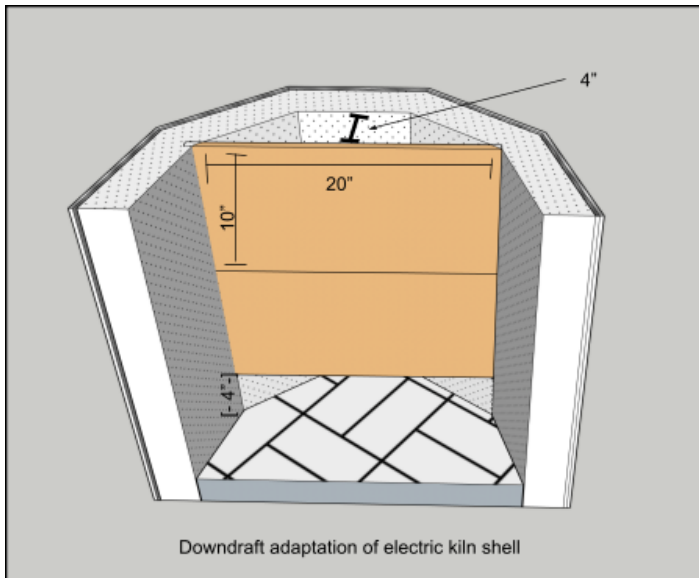 4”
20”
10”
[- 4”-]
Downdraft adaptation of electric kiln shell